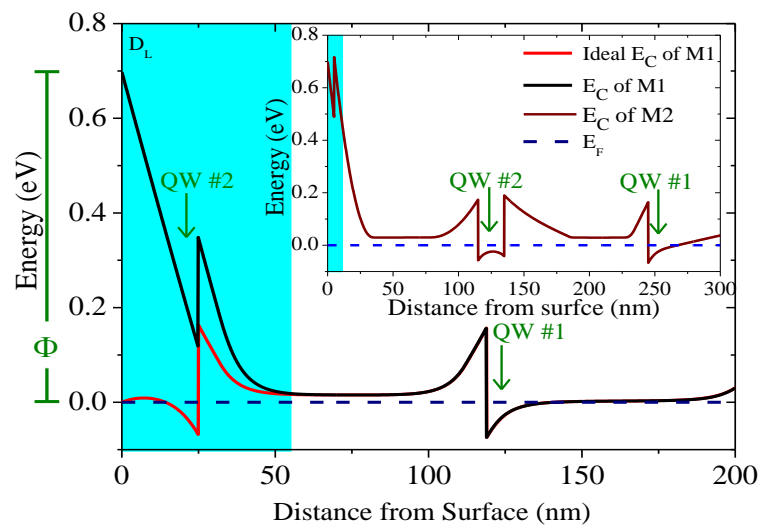 0.8
0.7
0.6
0.4
0.2
0.0
Energy (eV)
Φ
D_L
QW #2
QW #1
0 50 100 150 200
Distance from Surface (nm)
Ideal E_C of M1
E_C of M1
E_C of M2
E_F
0.8
0.6
0.4
0.2
0.0
Energy (eV)
QW #2
QW #1
0 50 100 150 200 250 300
Distance from surfce (nm)